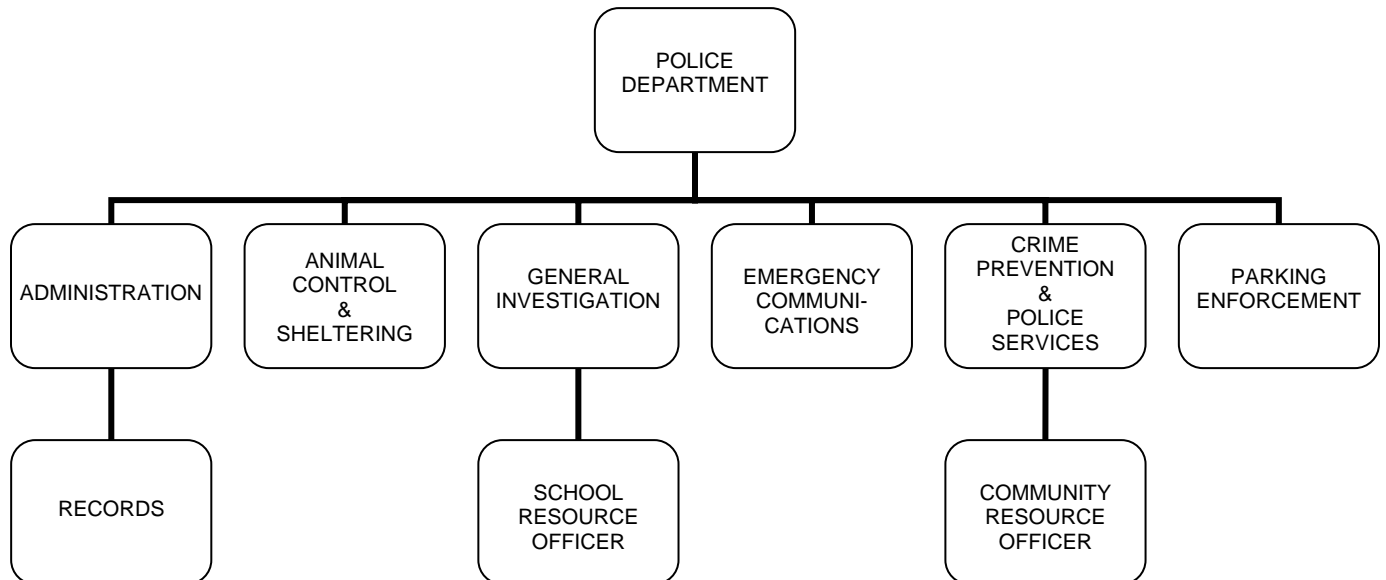 POLICE
DEPARTMENT
ADMINISTRATION
ANIMAL
CONTROL
&
SHELTERING
GENERAL
INVESTIGATION
EMERGENCY
COMMUNI-
CATIONS
CRIME
PREVENTION
&
POLICE
SERVICES
PARKING
ENFORCEMENT
RECORDS
SCHOOL
RESOURCE
OFFICER
COMMUNITY
RESOURCE
OFFICER